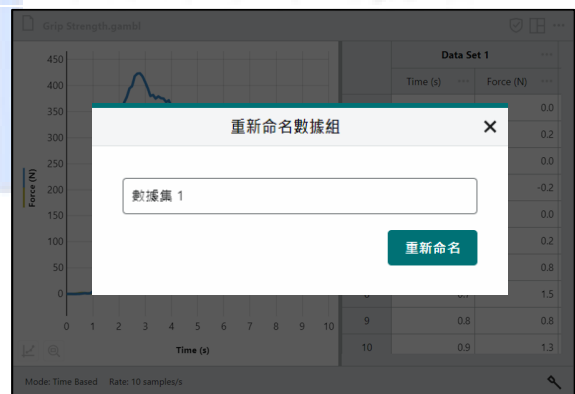 Grip Strength.gambl
450
400
350
300
250
200
150
100
50
0
Force (N)
0 1 2 3 4 5 6 7 8 9 10
Time (s)
Data Set 1
Time (s) Force (N)
0.0
0.2
0.0
-0.2
0.0
0.2
0.8
8 0.7 1.5
9 0.8 0.8
10 0.9 1.3
重新命名數據組
數據集 1
重新命名
Mode: Time Based Rate: 10 samples/s